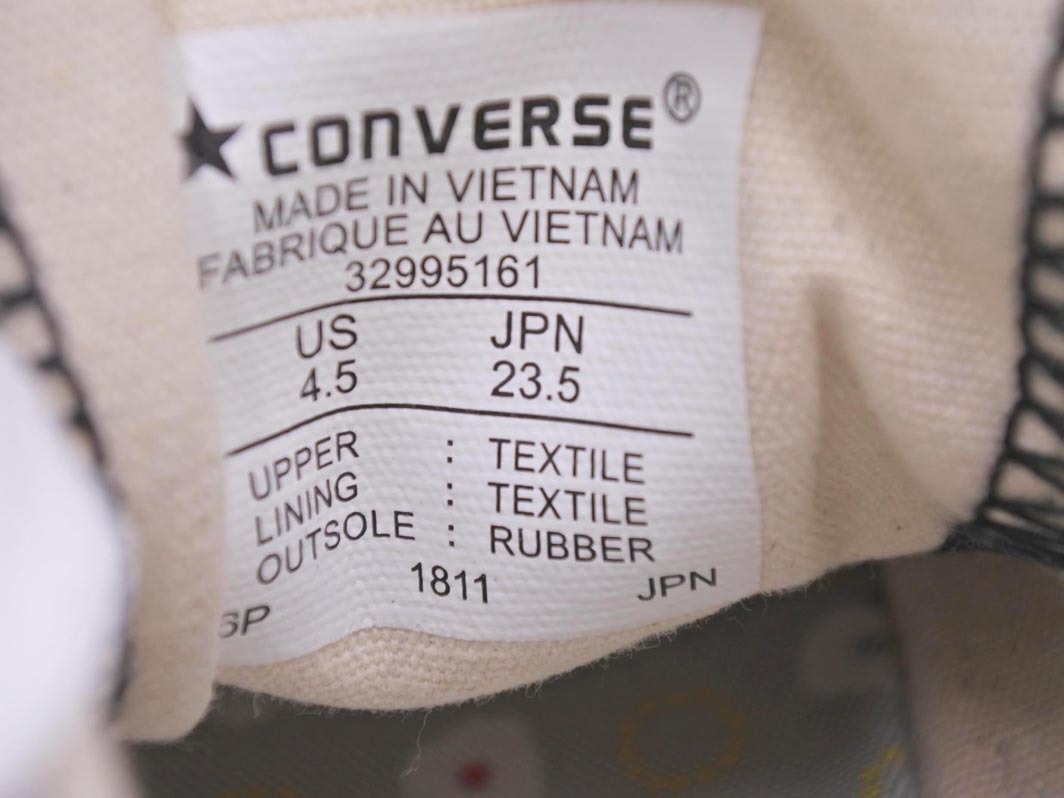 ★CONVERSE®
MADE IN VIETNAM
FABRIQUE AU VIETNAM
32995161
US JPN
4.5 23.5
UPPER : TEXTILE
LINING : TEXTILE
OUTSOLE : RUBBER
1811
JPN